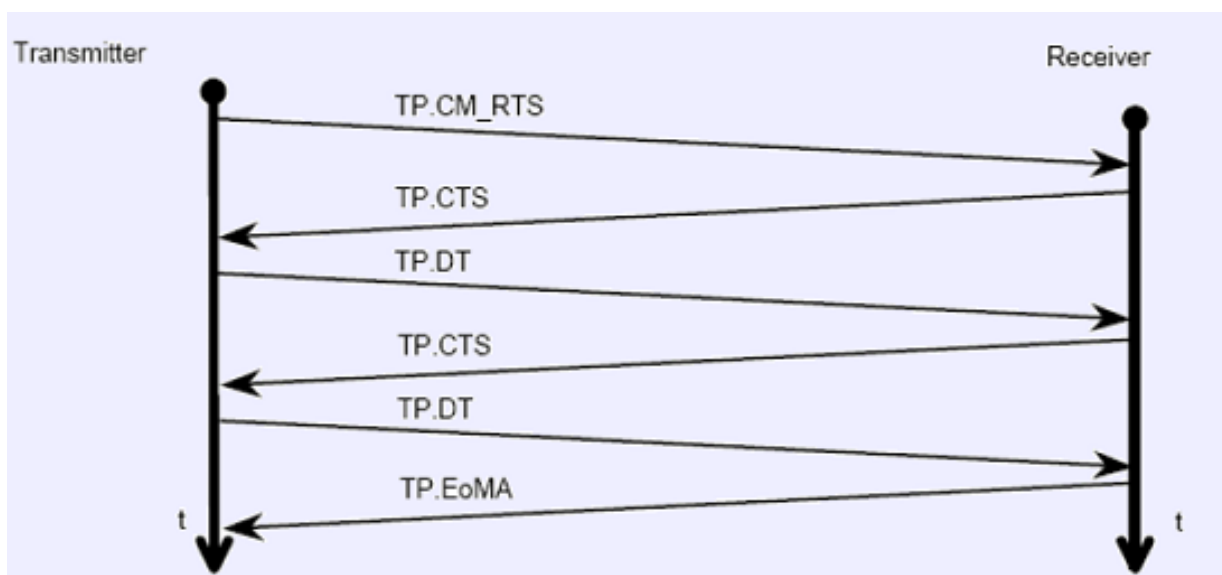 Transmitter
Receiver
TP.CM_RTS
TP.CTS
TP.DT
TP.CTS
TP.DT
TP.EoMA
t
t